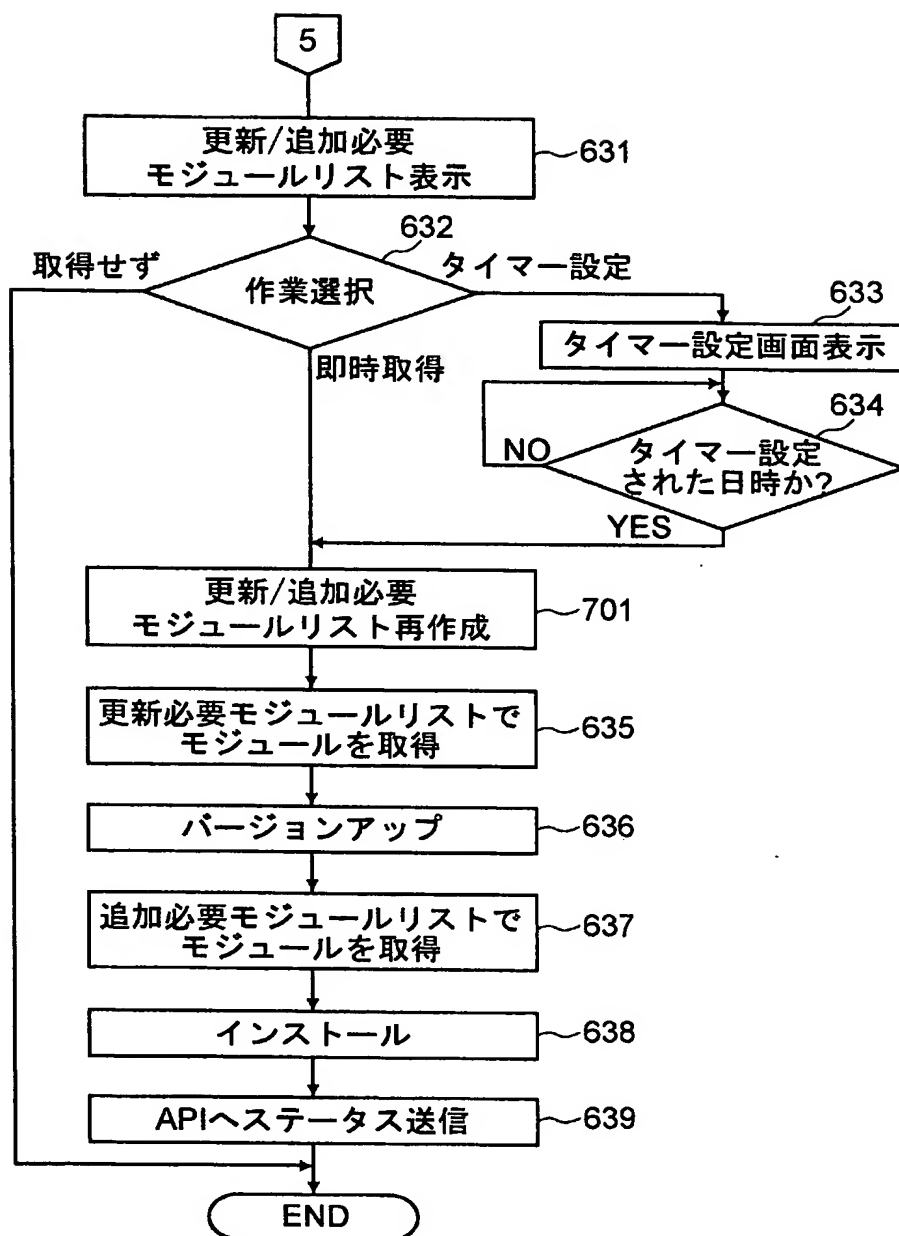 5
更新/追加必要
モジュールリスト表示
631
632
取得せず
作業選択
タイマー設定
633
タイマー設定画面表示
即時取得
634
NO
タイマー設定
された日時か?
YES
更新/追加必要
モジュールリスト再作成
701
更新必要モジュールリストで
モジュールを取得
635
バージョンアップ
636
追加必要モジュールリストで
モジュールを取得
637
インストール
638
APIへステータス送信
639
END